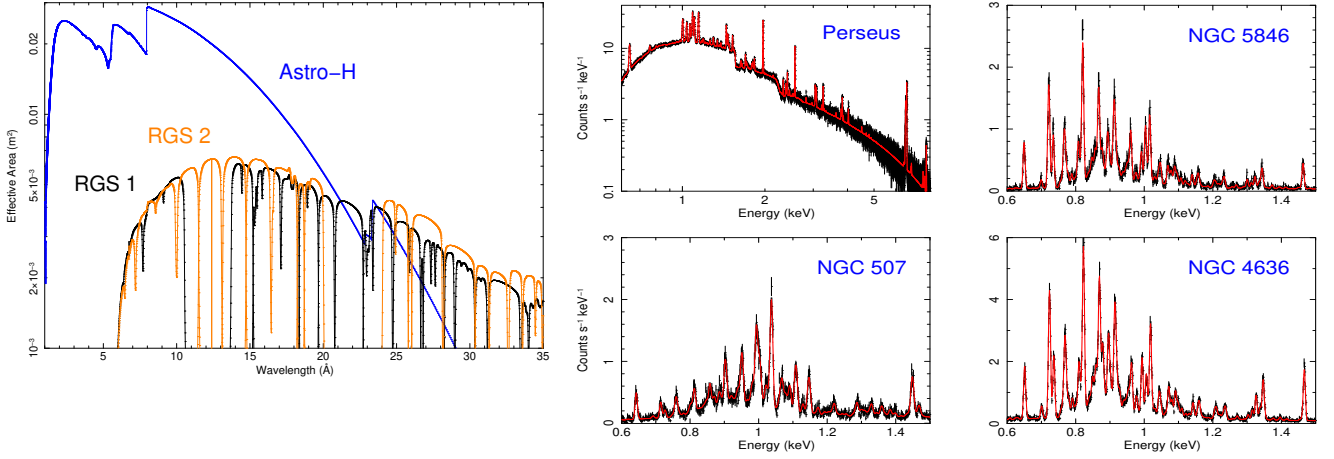 Effective Area (m²)
0.02
0.01
5×10⁻³
2×10⁻³
10⁻³
Astro−H
RGS 2
RGS 1
5 10 15 20 25 30 35
Wavelength (Å)
Perseus
Counts s⁻¹ keV⁻¹
10
1
0.1
1 2 5
Energy (keV)
NGC 5846
3
2
1
0
0.6 0.8 1 1.2 1.4
Energy (keV)
NGC 507
Counts s⁻¹ keV⁻¹
3
2
1
0
0.6 0.8 1 1.2 1.4
Energy (keV)
NGC 4636
6
4
2
0
0.6 0.8 1 1.2 1.4
Energy (keV)